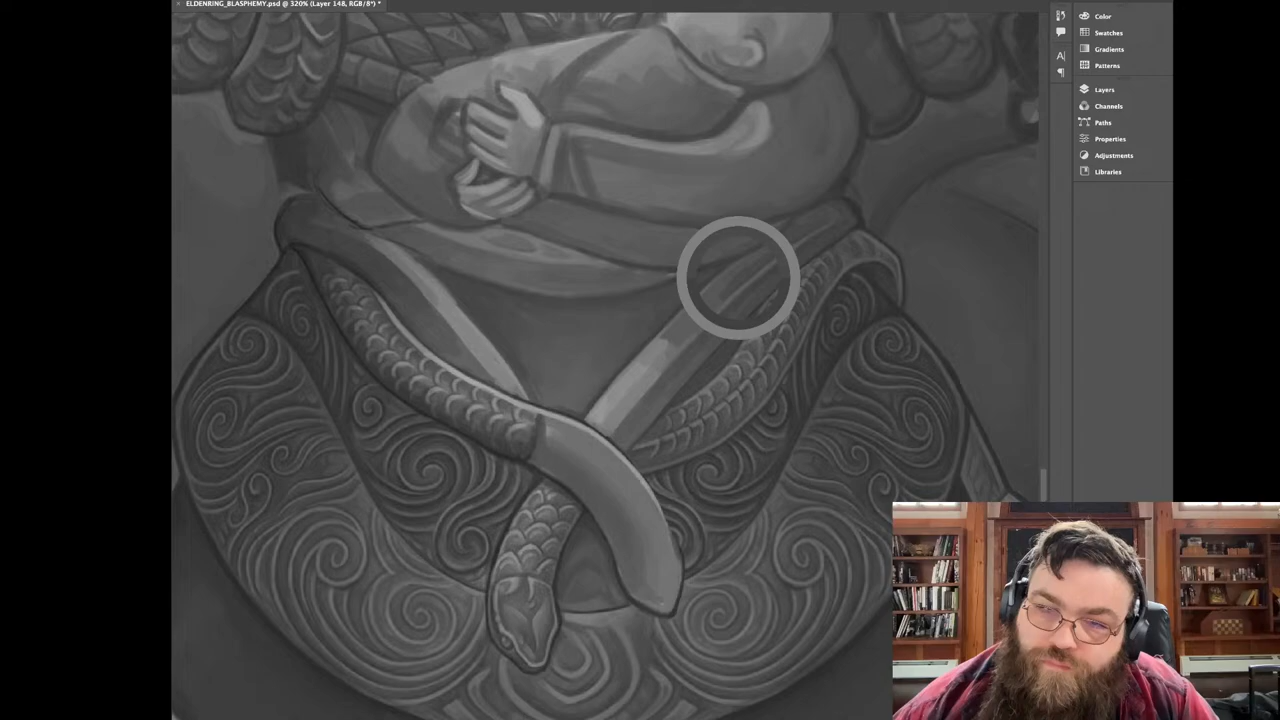 × ELDENRING_BLASPHEMY.psd @ 320% (Layer 148, RGB/8*) *
Color
Swatches
Gradients
Patterns
A|
¶
Layers
Channels
Paths
Properties
Adjustments
Libraries